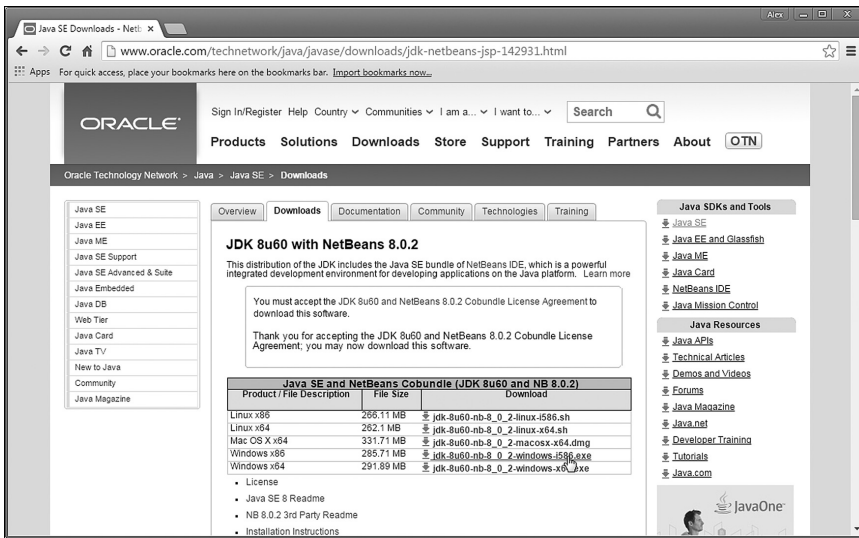 Alex
Java SE Downloads - Netb
www.oracle.com/technetwork/java/javase/downloads/jdk-netbeans-jsp-142931.html
Apps For quick access, place your bookmarks here on the bookmarks bar. Import bookmarks now...
ORACLE
Sign In/Register Help Country Communities I am a... I want to... Search
Products Solutions Downloads Store Support Training Partners About OTN
Oracle Technology Network > Java > Java SE > Downloads
Java SE
Java EE
Java ME
Java SE Support
Java SE Advanced & Suite
Java Embedded
Java DB
Web Tier
Java Card
Java TV
New to Java
Community
Java Magazine
Overview Downloads Documentation Community Technologies Training
JDK 8u60 with NetBeans 8.0.2
This distribution of the JDK includes the Java SE bundle of NetBeans IDE, which is a powerful
integrated development environment for developing applications on the Java platform. Learn more
You must accept the JDK 8u60 and NetBeans 8.0.2 Cobundle License Agreement to
download this software.
Thank you for accepting the JDK 8u60 and NetBeans 8.0.2 Cobundle License
Agreement; you may now download this software.
Java SE and NetBeans Cobundle (JDK 8u60 and NB 8.0.2)
Product / File Description File Size Download
Linux x86 266.11 MB jdk-8u60-nb-8_0_2-linux-i586.sh
Linux x64 262.1 MB jdk-8u60-nb-8_0_2-linux-x64.sh
Mac OS X x64 331.71 MB jdk-8u60-nb-8_0_2-macosx-x64.dmg
Windows x86 285.71 MB jdk-8u60-nb-8_0_2-windows-i586.exe
Windows x64 291.89 MB
License
Java SE 8 Readme
NB 8.0.2 3rd Party Readme
Installation Instructions
Java SDKs and Tools
Java SE
Java EE and Glassfish
Java ME
Java Card
NetBeans IDE
Java Mission Control
Java Resources
Java APIs
Technical Articles
Demos and Videos
Forums
Java Magazine
Java.net
Developer Training
Tutorials
Java.com
JavaOne